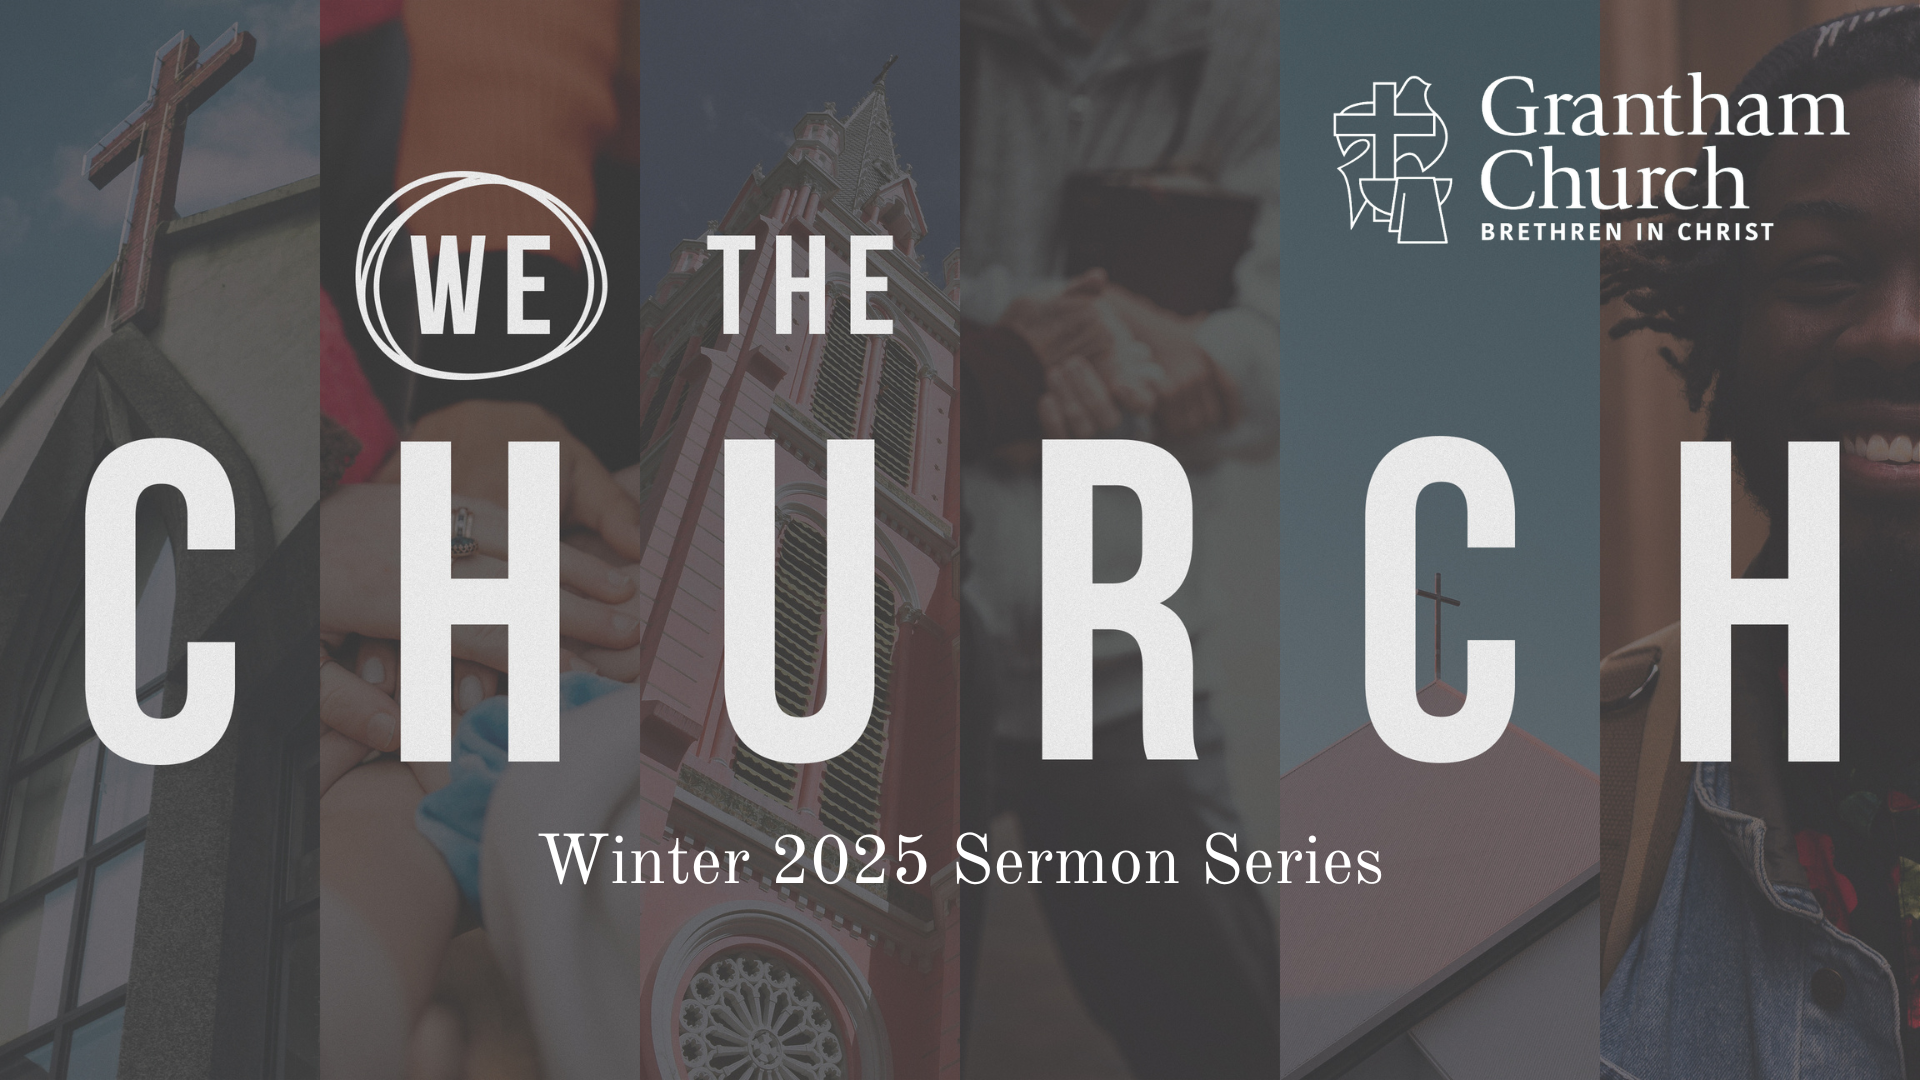 Grantham
Church
BRETHREN IN CHRIST
WE THE
CHURCH
Winter 2025 Sermon Series